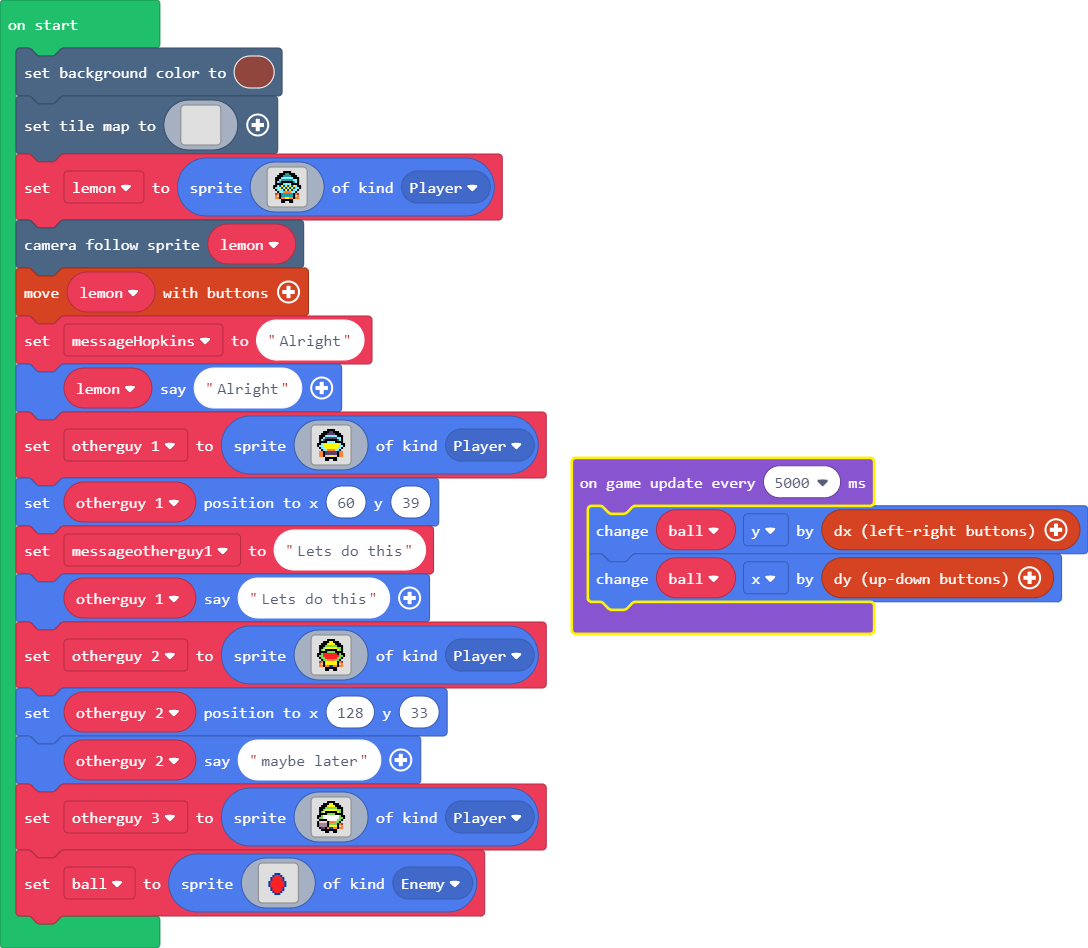 on start
set background color to
set tile map to
set lemon to sprite of kind Player
camera follow sprite lemon
move lemon with buttons
set messageHopkins to "Alright"
lemon say "Alright"
set otherguy 1 to sprite of kind Player
set otherguy 1 position to x 60 y 39
set messageotherguy1 to "Lets do this"
otherguy 1 say "Lets do this"
set otherguy 2 to sprite of kind Player
set otherguy 2 position to x 128 y 33
otherguy 2 say "maybe later"
set otherguy 3 to sprite of kind Player
set ball to sprite of kind Enemy
on game update every 5000 ms
change ball y by dx (left-right buttons)
change ball x by dy (up-down buttons)